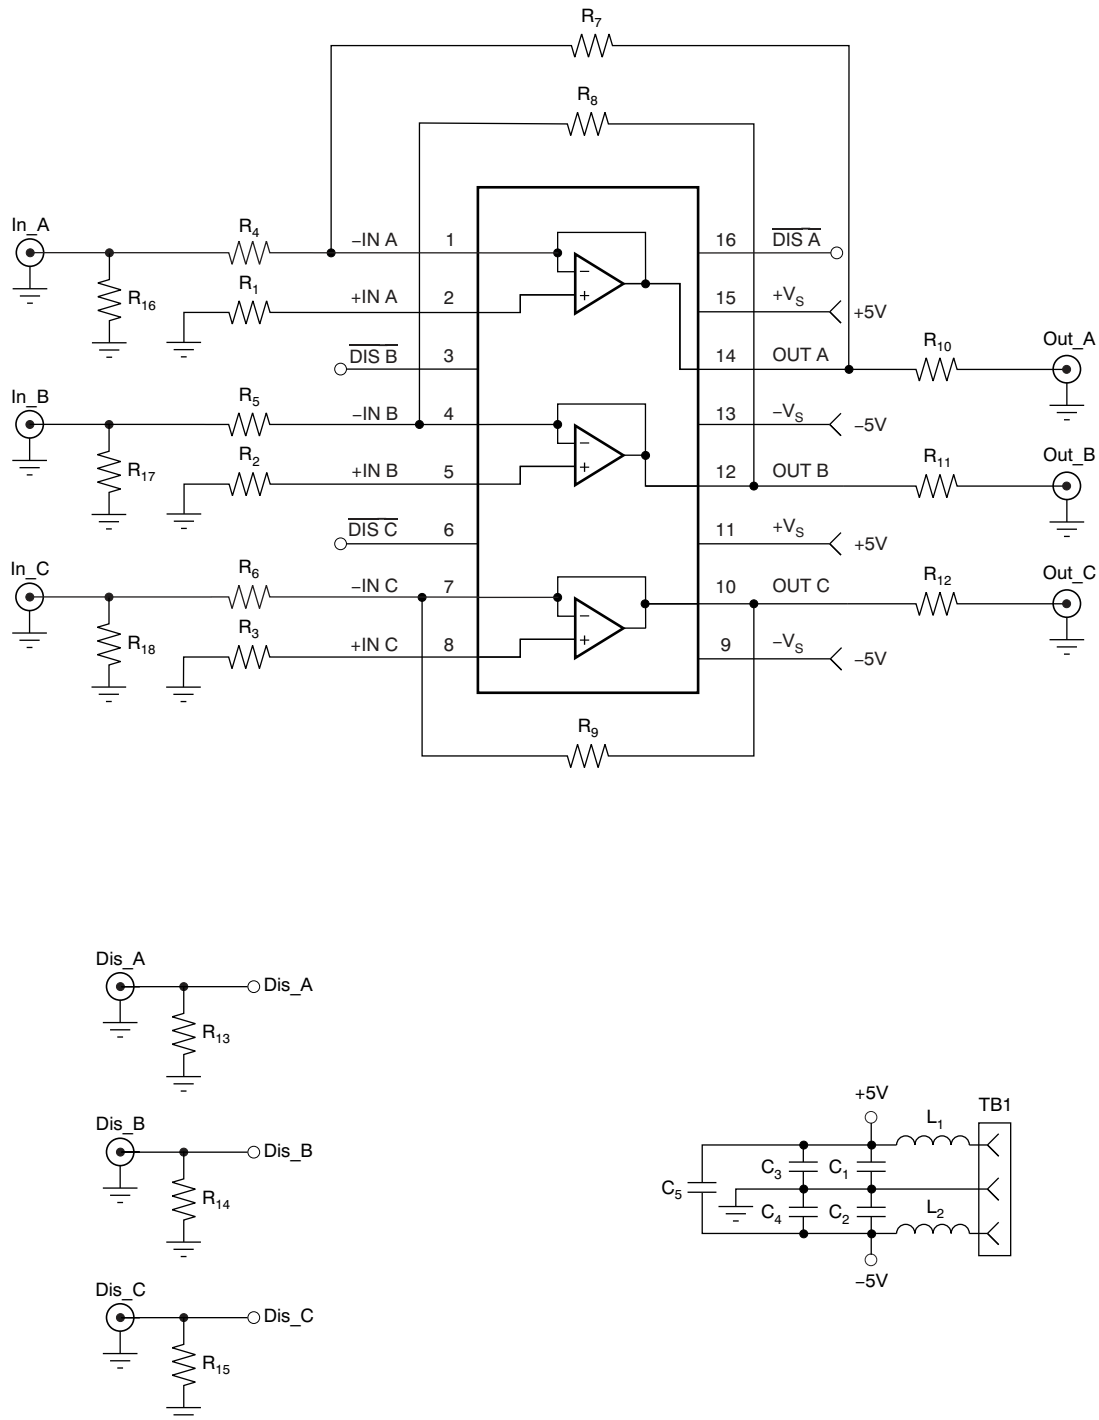 R7
R8
In_A
R4
−IN A 1
16 DIS A
R16
R1
+IN A 2
15 +VS
+5V
DIS B 3
14 OUT A
R10
Out_A
In_B
R5
−IN B 4
13 −VS
−5V
R17
R2
+IN B 5
12 OUT B
R11
Out_B
DIS C 6
11 +VS
+5V
In_C
R6
−IN C 7
10 OUT C
R12
Out_C
R18
R3
+IN C 8
9 −VS
−5V
− +
− +
− +
R9
Dis_A
Dis_A
R13
Dis_B
Dis_B
R14
Dis_C
Dis_C
R15
+5V
L1
TB1
C3
C1
C5
C4
C2
L2
−5V